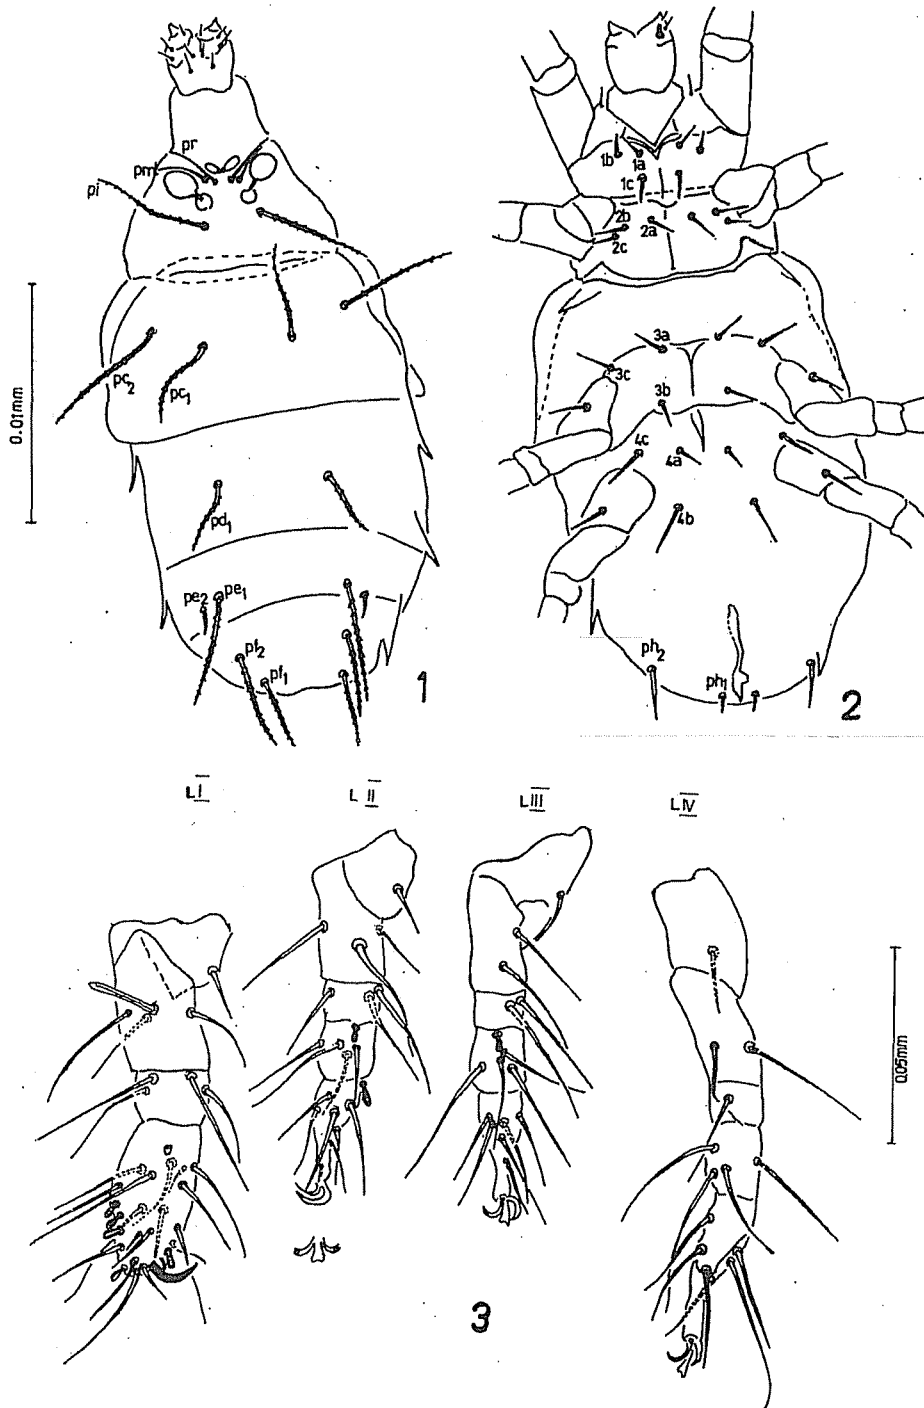 pr
pm
pi
0.01mm
pc2
pc1
pd1
pe2
pe1
pf2
pf1
1
1b
1a
1c
2b
2a
2c
3a
3c
3b
4c
4a
4b
ph2
ph1
2
LI
LII
LIII
LIV
0.05mm
3